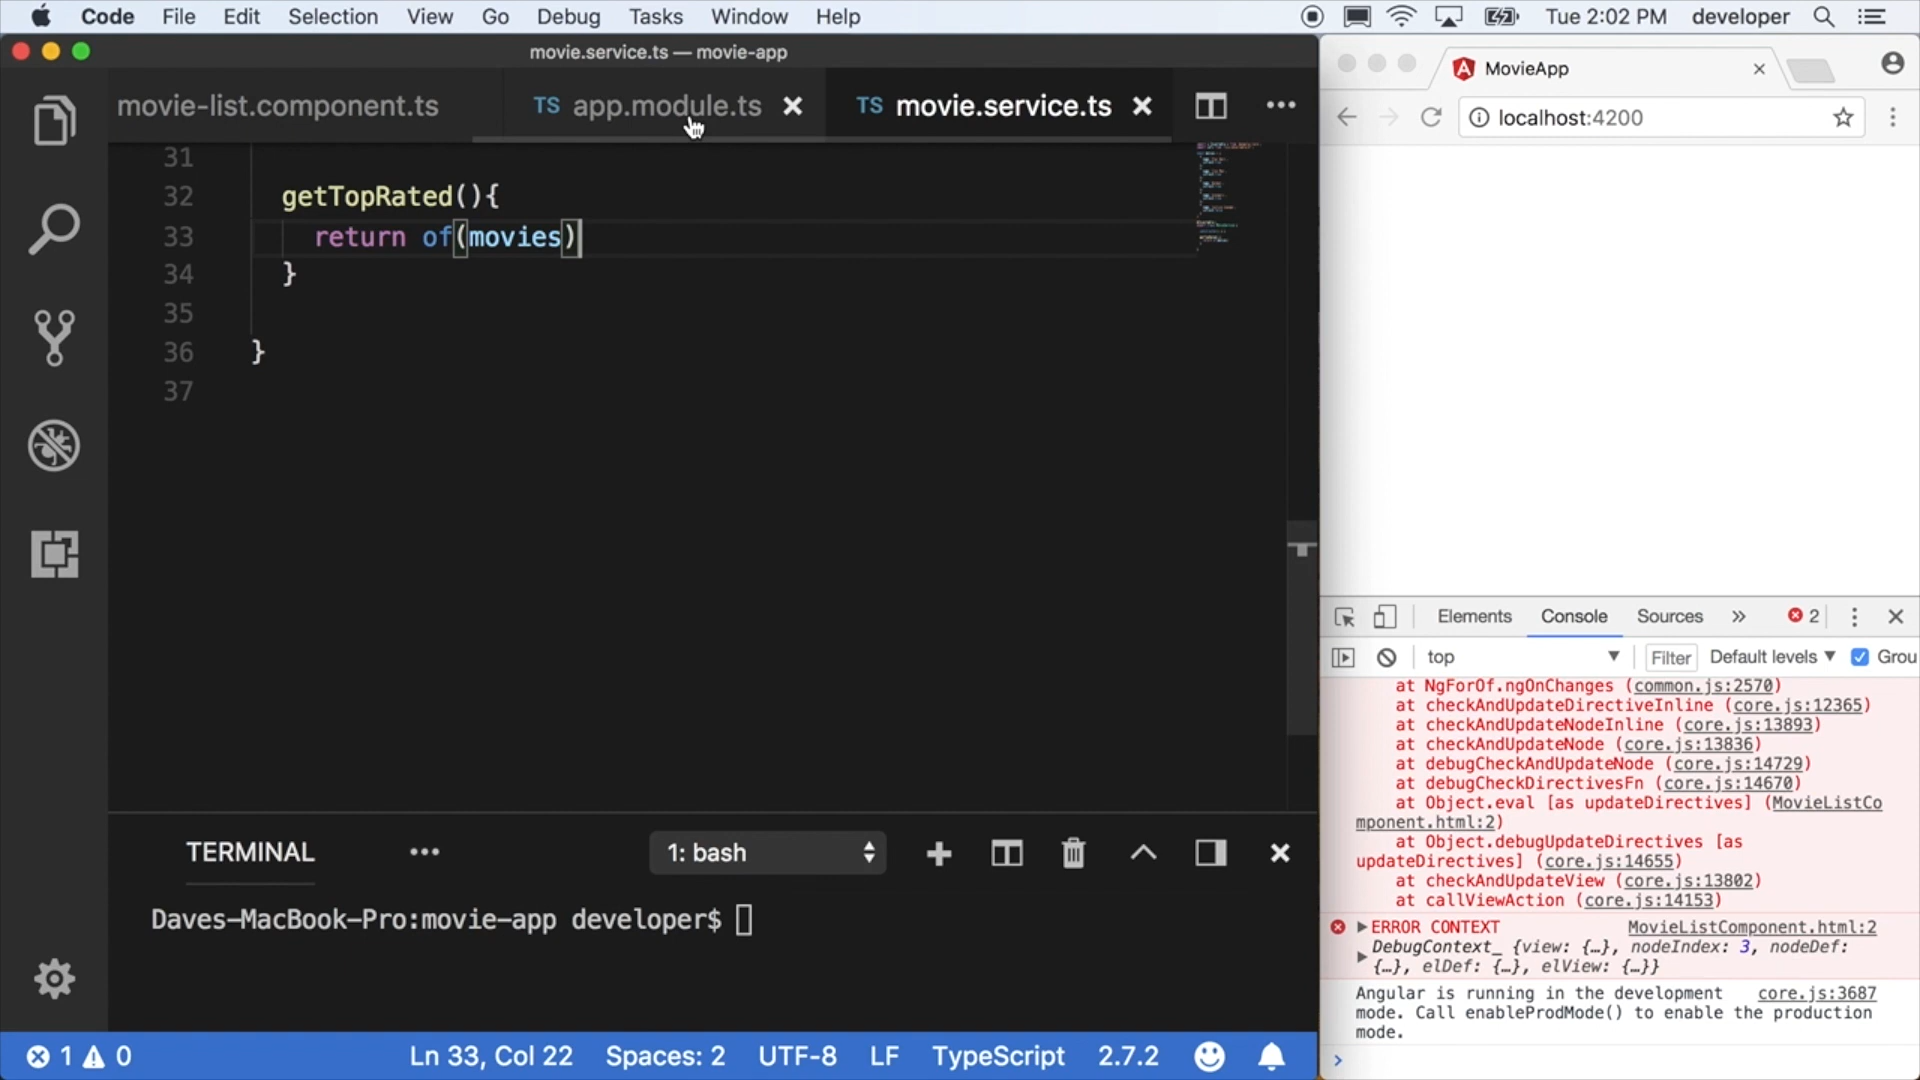 Code File Edit Selection View Go Debug Tasks Window Help Tue 2:02 PM developer
movie.service.ts — movie-app
MovieApp
movie-list.component.ts TS app.module.ts TS movie.service.ts
localhost:4200
31
32 getTopRated(){
33 return of(movies)
34 }
35
36 }
37
Elements Console Sources 2
top Filter Default levels Grou
at NgForOf.ngOnChanges (common.js:2570)
at checkAndUpdateDirectiveInline (core.js:12365)
at checkAndUpdateNodeInline (core.js:13893)
at checkAndUpdateNode (core.js:13836)
at debugCheckAndUpdateNode (core.js:14729)
at debugCheckDirectivesFn (core.js:14670)
at Object.eval [as updateDirectives] (MovieListCo
mponent.html:2)
at Object.debugUpdateDirectives [as
updateDirectives] (core.js:14655)
at checkAndUpdateView (core.js:13802)
at callViewAction (core.js:14153)
ERROR CONTEXT MovieListComponent.html:2
DebugContext_ {view: {…}, nodeIndex: 3, nodeDef:
{…}, elDef: {…}, elView: {…}}
Angular is running in the development core.js:3687
mode. Call enableProdMode() to enable the production
mode.
TERMINAL 1: bash
Daves-MacBook-Pro:movie-app developer$
1 0 Ln 33, Col 22 Spaces: 2 UTF-8 LF TypeScript 2.7.2